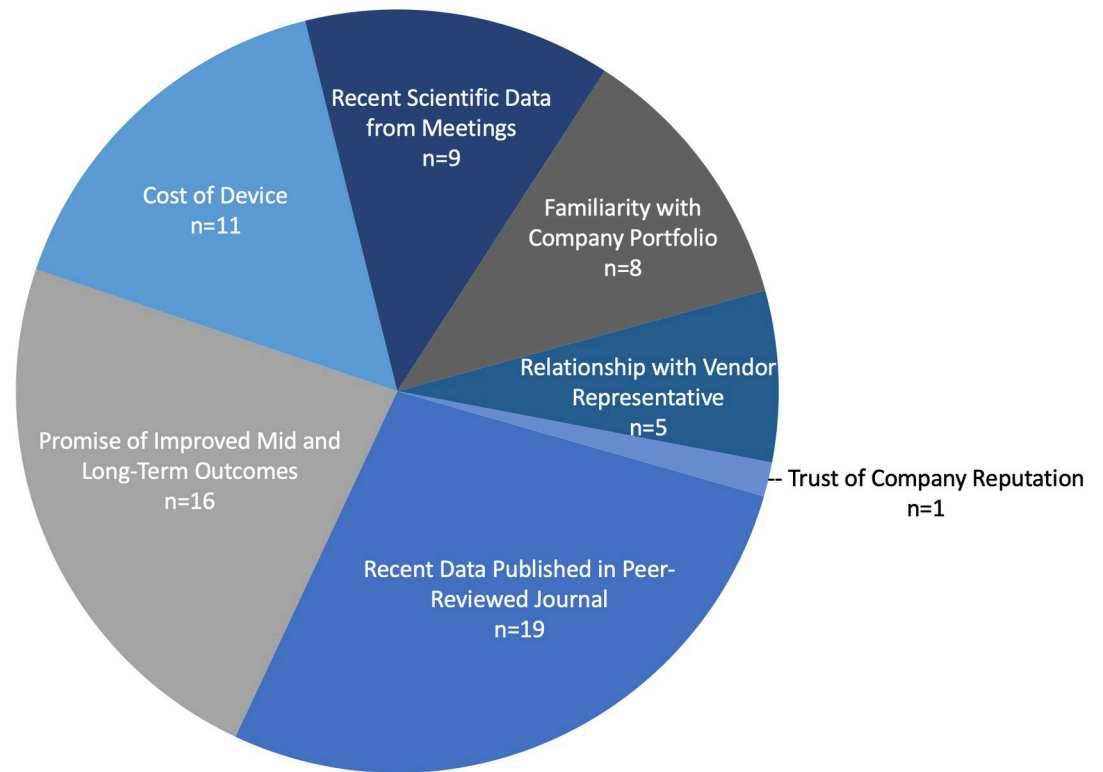 Recent Scientific Data
from Meetings
n=9
Familiarity with
Company Portfolio
n=8
Relationship with Vendor
Representative
n=5
-- Trust of Company Reputation
n=1
Recent Data Published in Peer-
Reviewed Journal
n=19
Promise of Improved Mid and
Long-Term Outcomes
n=16
Cost of Device
n=11